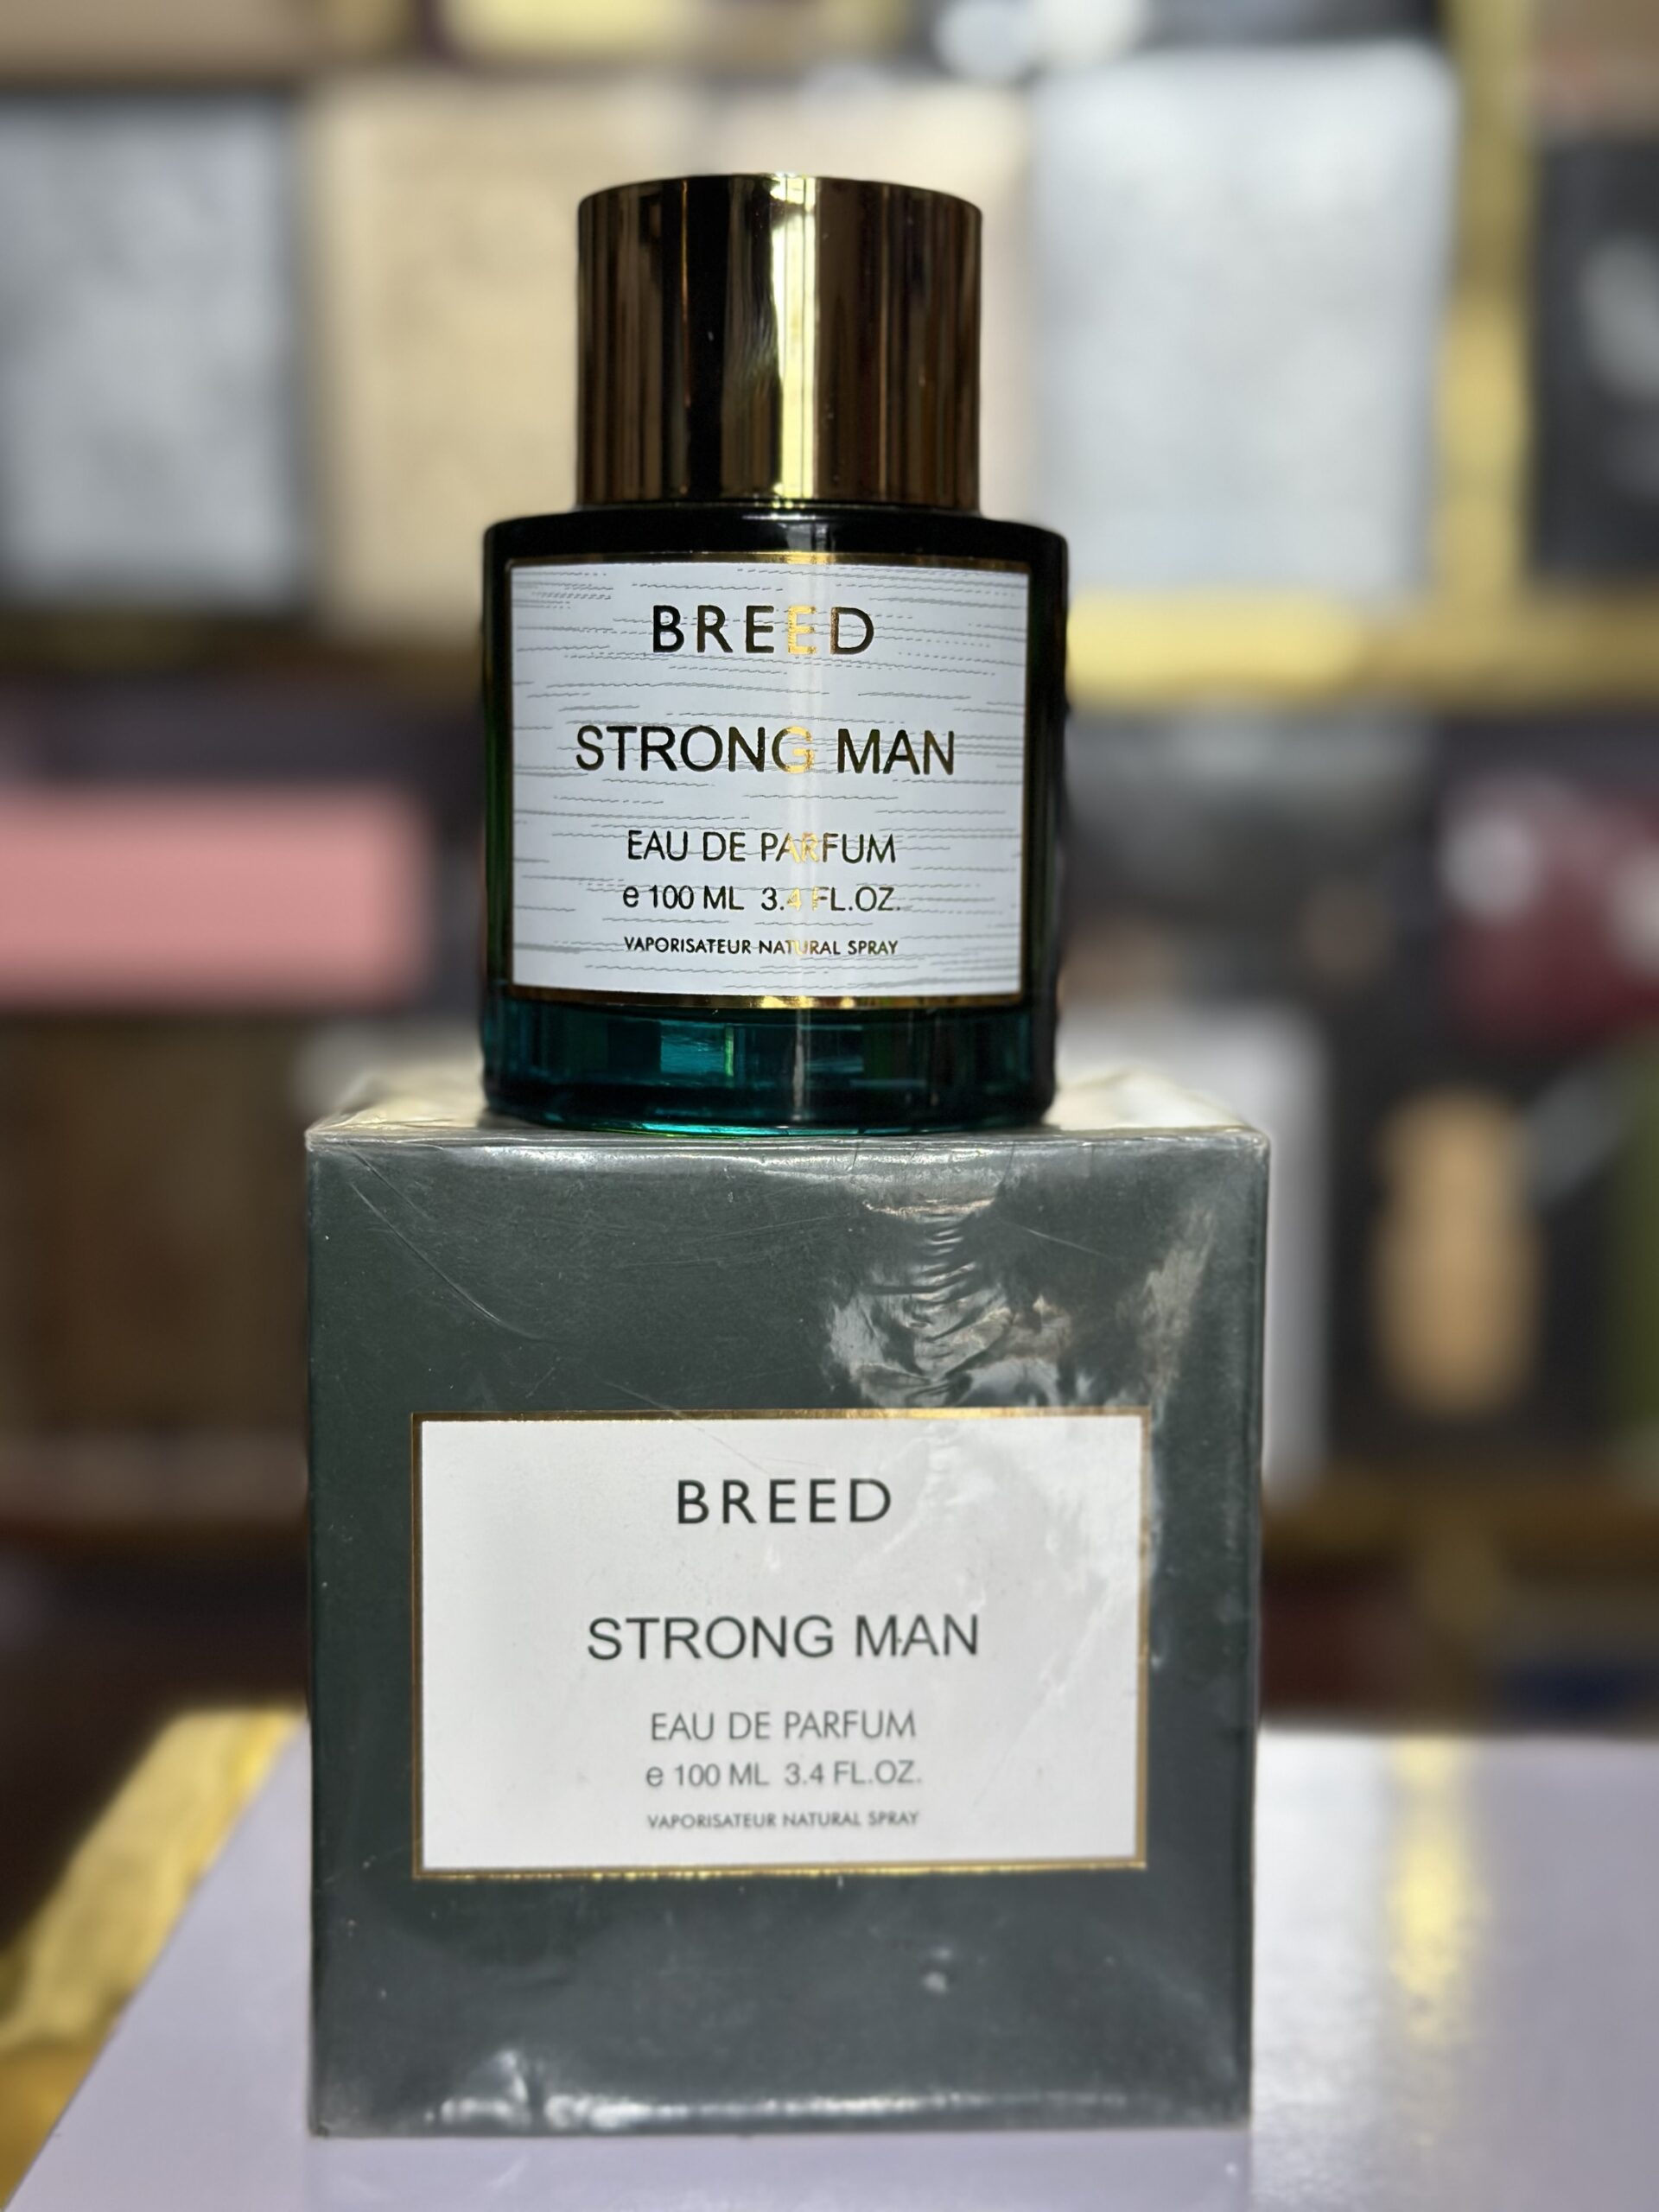 BREED
STRONG MAN
EAU DE PARFUM
e 100 ML 3.4 FL.OZ.
VAPORISATEUR NATURAL SPRAY
BREED
STRONG MAN
EAU DE PARFUM
e 100 ML 3.4 FL.OZ.
VAPORISATEUR NATURAL SPRAY